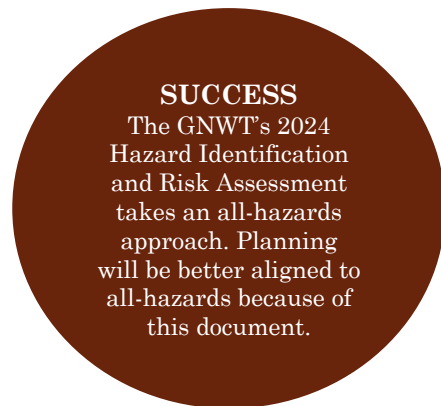 SUCCESS
The GNWT’s 2024
Hazard Identification
and Risk Assessment
takes an all-hazards
approach. Planning
will be better aligned to
all-hazards because of
this document.